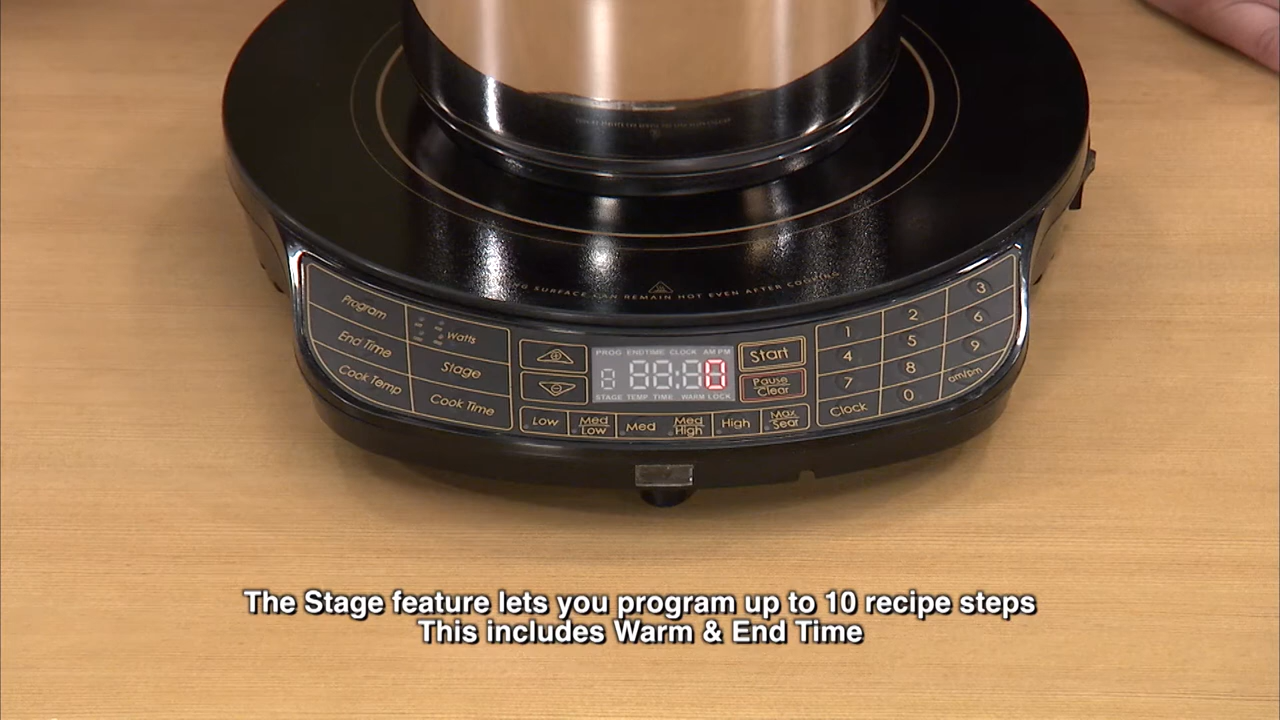 COOKING SURFACE CAN REMAIN HOT EVEN AFTER COOKING
Program
Watts
End Time
Stage
Cook Temp
Cook Time
PROG ENDTIME CLOCK AM PM
0
STAGE TEMP TIME WARM LOCK
Start
Pause
Clear
Low
Med
Low
Med
Med
High
High
Max
Sear
1 2 3
4 5 6
7 8 9
Clock 0 am/pm
The Stage feature lets you program up to 10 recipe steps
This includes Warm & End Time